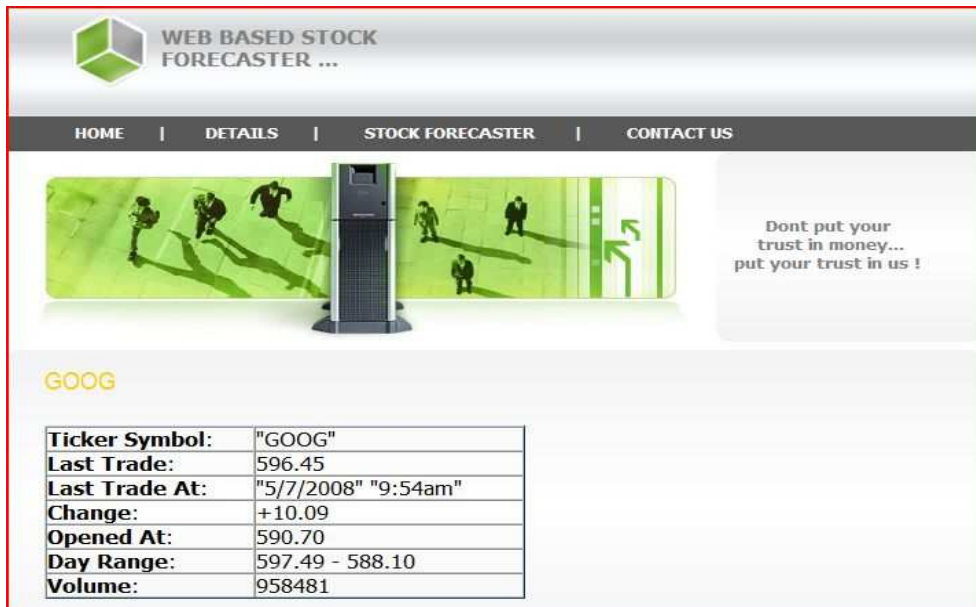 WEB BASED STOCK
FORECASTER ...
HOME | DETAILS | STOCK FORECASTER | CONTACT US
Dont put your
trust in money...
put your trust in us !
GOOG
Ticker Symbol: "GOOG"
Last Trade: 596.45
Last Trade At: "5/7/2008" "9:54am"
Change: +10.09
Opened At: 590.70
Day Range: 597.49 - 588.10
Volume: 958481